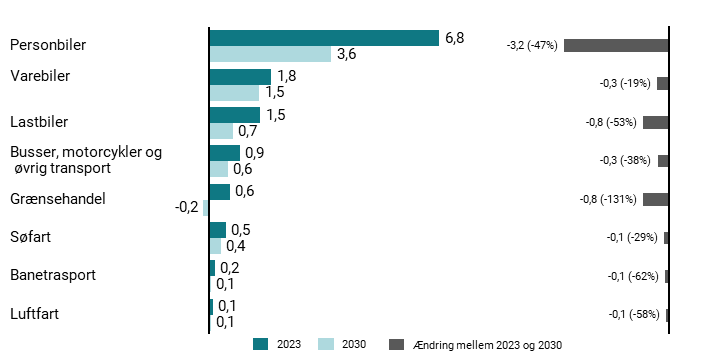 Personbiler 6,8 3,6 -3,2 (-47%)
Varebiler 1,8 1,5 -0,3 (-19%)
Lastbiler 1,5 0,7 -0,8 (-53%)
Busser, motorcykler og 0,9
øvrig transport 0,6 -0,3 (-38%)
Grænsehandel 0,6 -0,2 -0,8 (-131%)
Søfart 0,5 0,4 -0,1 (-29%)
Banetrasport 0,2 0,1 -0,1 (-62%)
Luftfart 0,1 0,1 -0,1 (-58%)
2023 2030 Ændring mellem 2023 og 2030